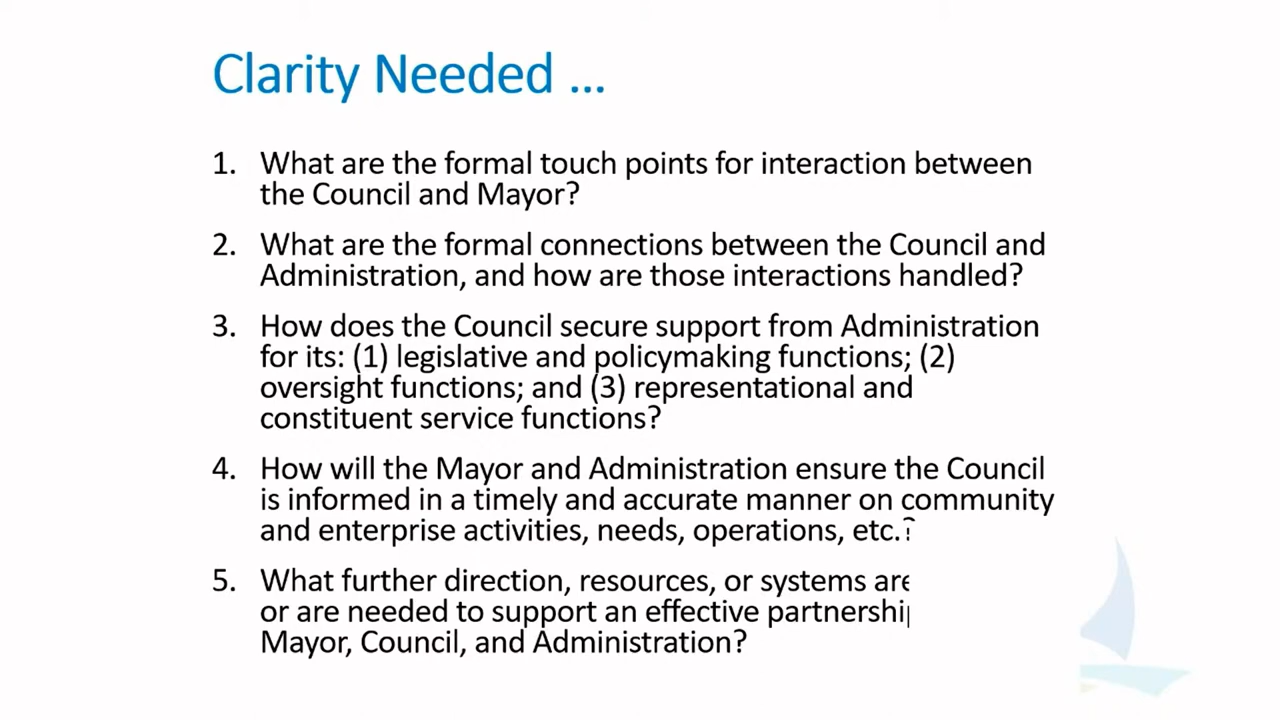 Clarity Needed ...
1. What are the formal touch points for interaction between
the Council and Mayor?
2. What are the formal connections between the Council and
Administration, and how are those interactions handled?
3. How does the Council secure support from Administration
for its: (1) legislative and policymaking functions; (2)
oversight functions; and (3) representational and
constituent service functions?
4. How will the Mayor and Administration ensure the Council
is informed in a timely and accurate manner on community
and enterprise activities, needs, operations, etc.?
5. What further direction, resources, or systems are
or are needed to support an effective partnershi
Mayor, Council, and Administration?